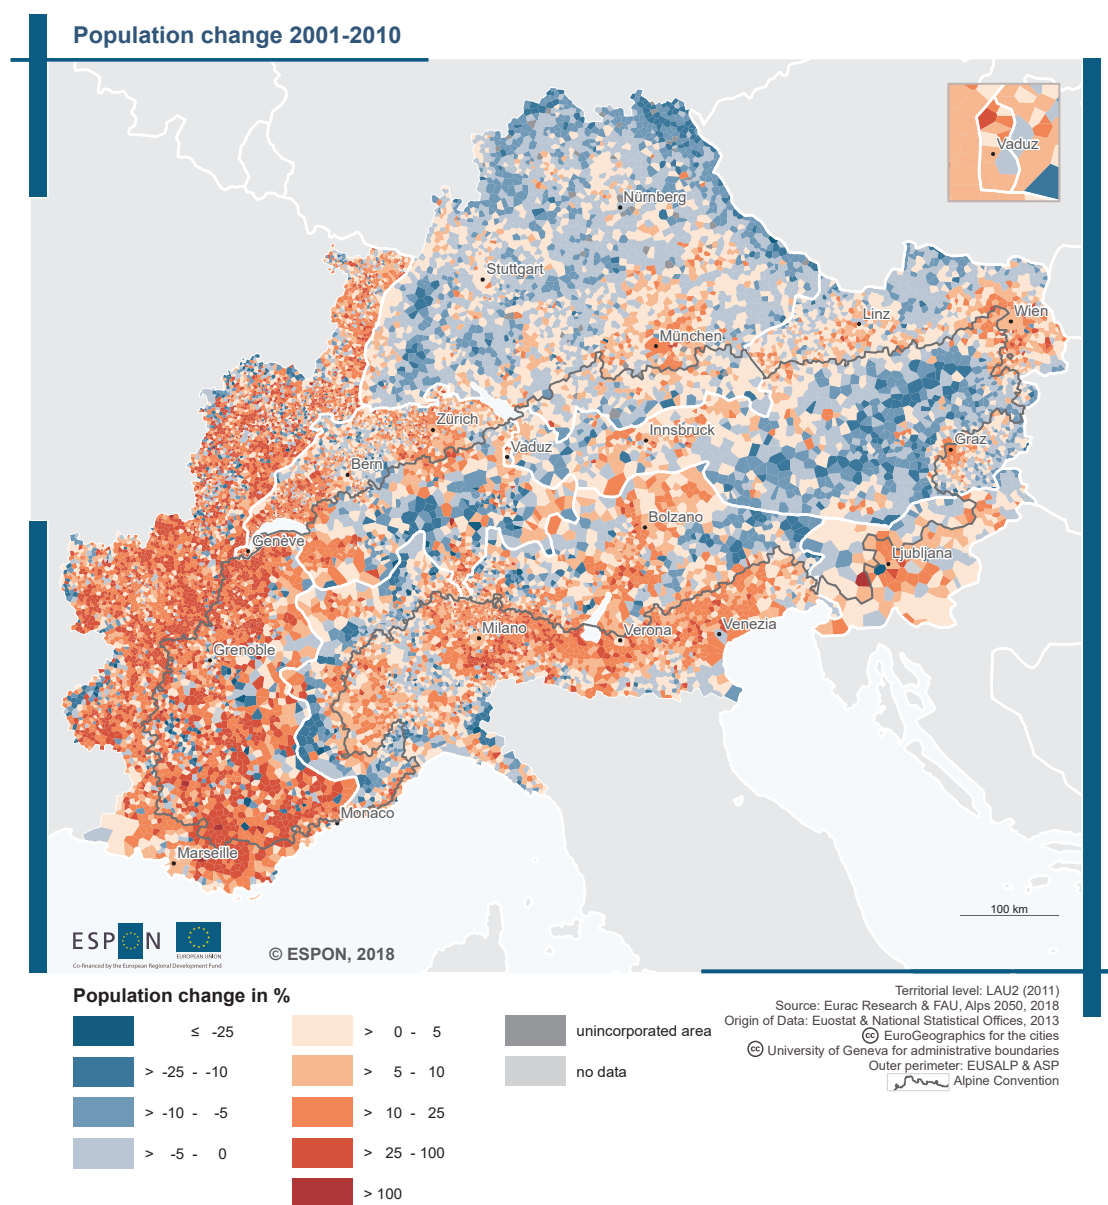 Population change 2001-2010
Vaduz
Nürnberg
Stuttgart
Linz
Wien
München
Zürich
Innsbruck
Graz
Vaduz
Bern
Bolzano
Genève
Ljubljana
Milano
Verona
Venezia
Grenoble
Monaco
Marseille
100 km
ESPON
EUROPEAN UNION
Co-financed by the European Regional Development Fund
© ESPON, 2018
Population change in %
≤ -25
> -25 - -10
> -10 - -5
> -5 - 0
> 0 - 5
> 5 - 10
> 10 - 25
> 25 - 100
> 100
unincorporated area
no data
Territorial level: LAU2 (2011)
Source: Eurac Research & FAU, Alps 2050, 2018
Origin of Data: Euostat & National Statistical Offices, 2013
cc EuroGeographics for the cities
cc University of Geneva for administrative boundaries
Outer perimeter: EUSALP & ASP
Alpine Convention